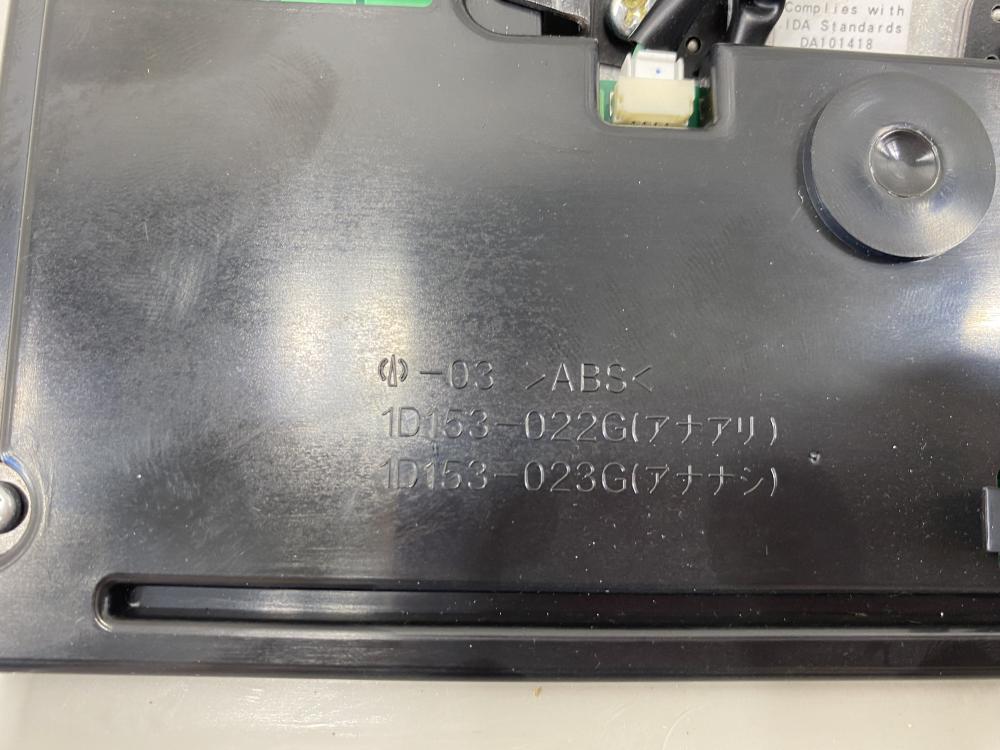 Complies with
IDA Standards
DA101418
-03 >ABS<
1D153-022G(アナアリ)
1D153-023G(アナナシ)